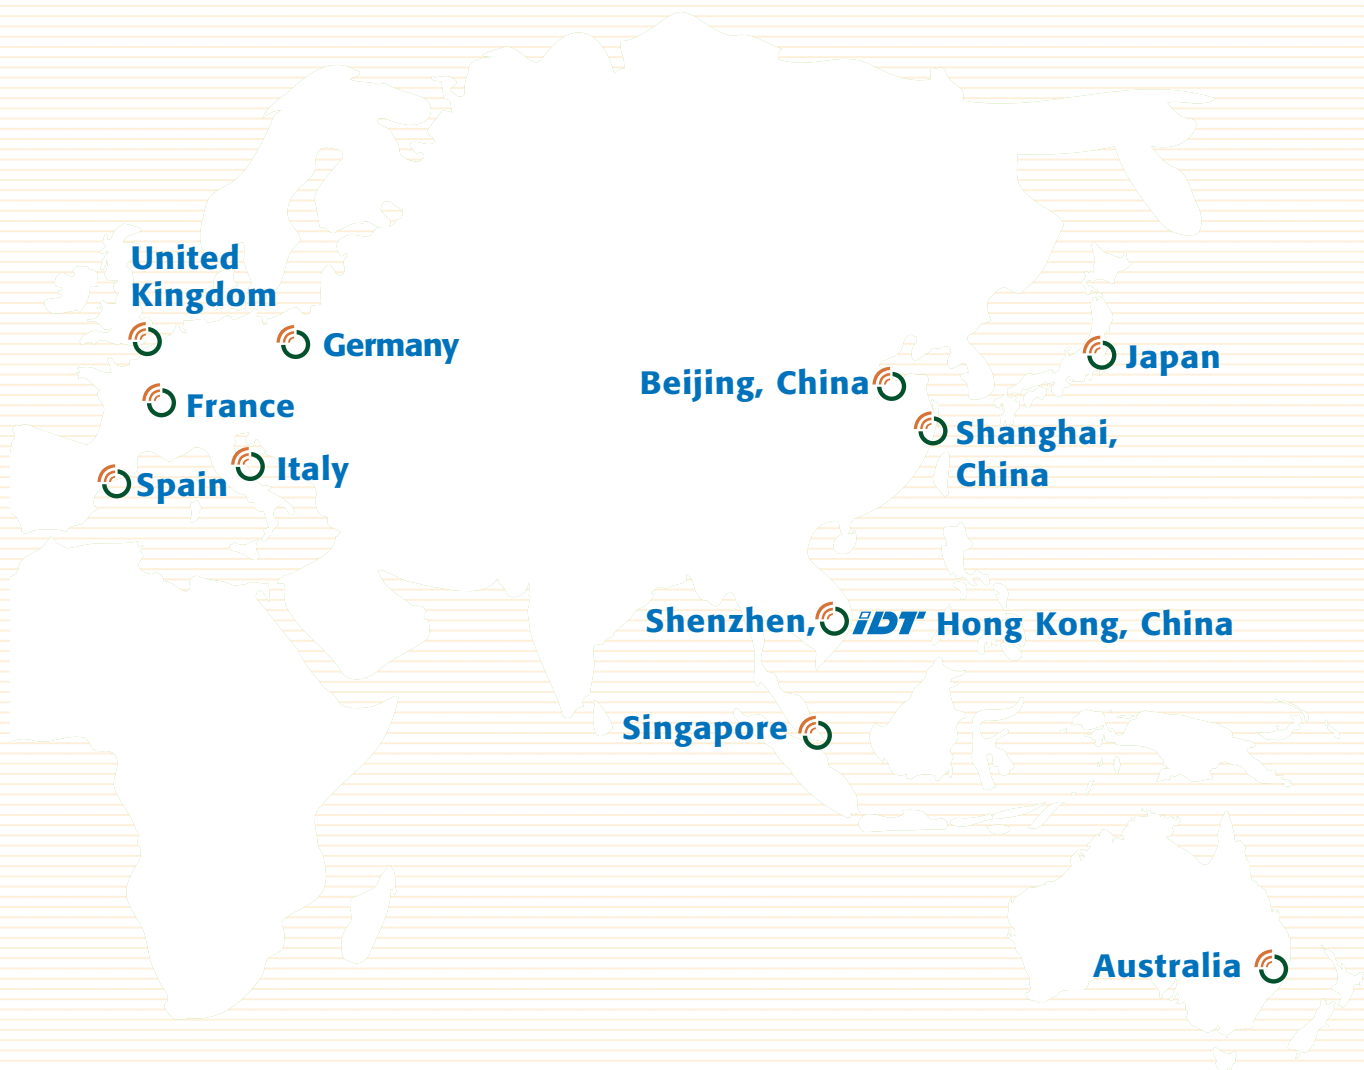 United
Kingdom
Germany
France
Italy
Spain
Beijing, China
Japan
Shanghai,
China
Shenzhen, iDT Hong Kong, China
Singapore
Australia